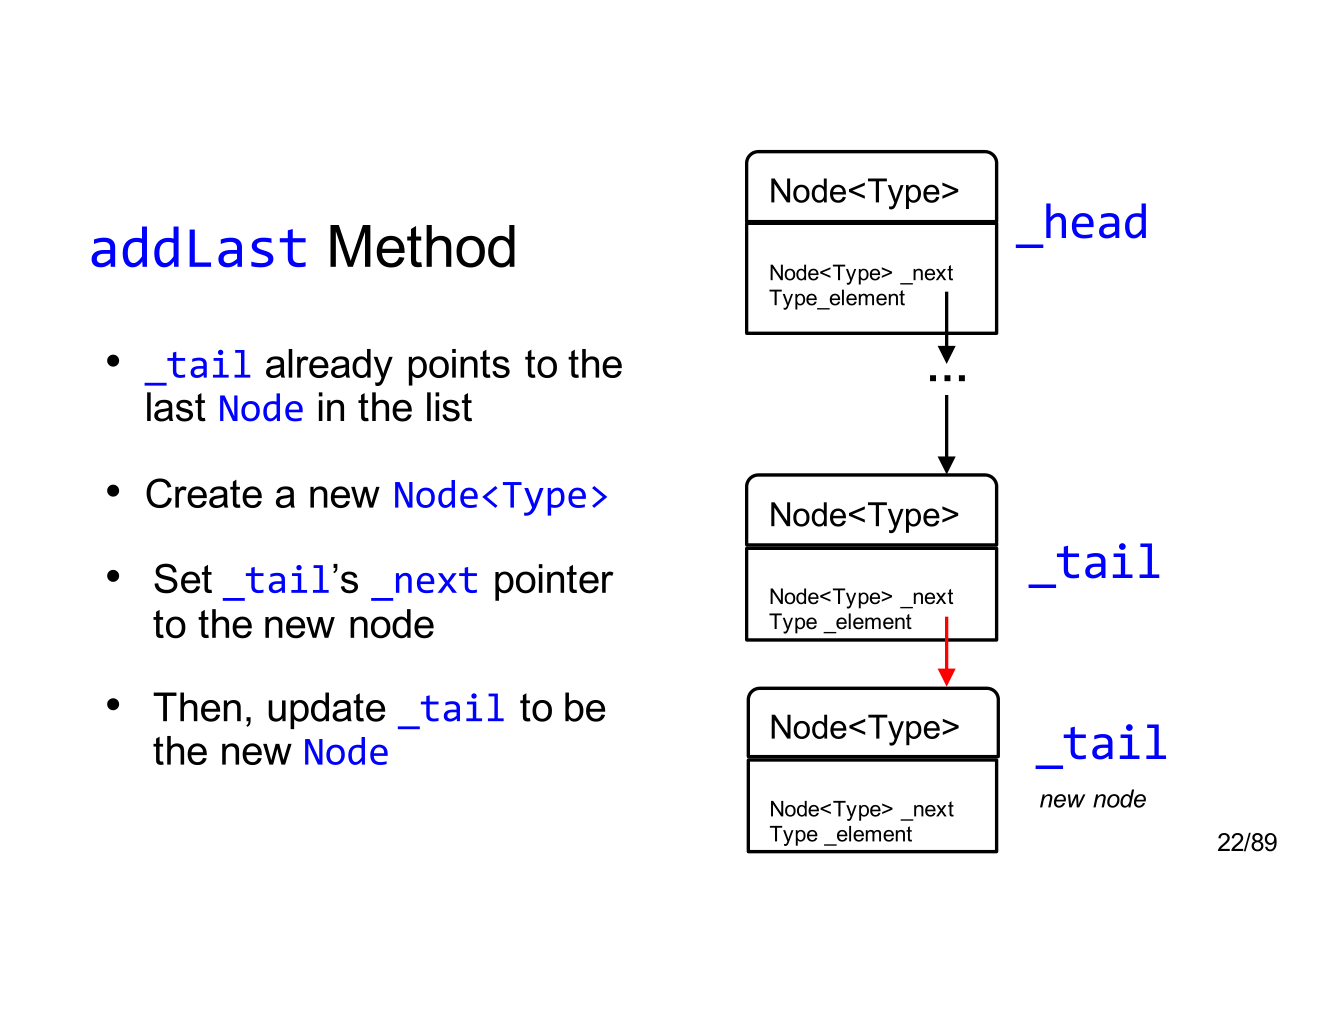 addLast Method
• _tail already points to the
last Node in the list
• Create a new Node<Type>
• Set _tail’s _next pointer
to the new node
• Then, update _tail to be
the new Node
Node<Type>
_head
Node<Type> _next
Type_element
...
Node<Type>
_tail
Node<Type> _next
Type _element
Node<Type>
_tail
new node
Node<Type> _next
Type _element
22/89